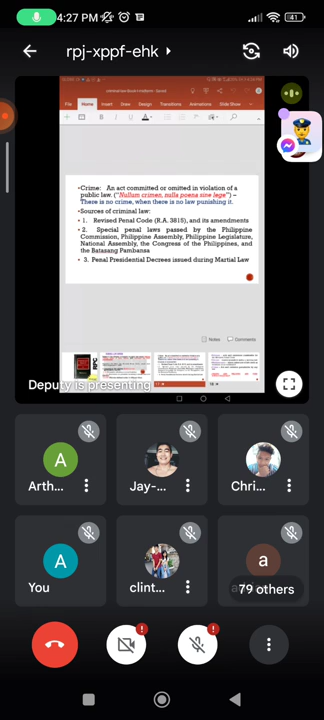 4:27 PM
41
rpj-xppf-ehk
File Home Insert Draw Design Transitions Animations Slide Show
•Crime: An act committed or omitted in violation of
a public law. ("Nullum crimen, nulla poena sine lege") –
There is no crime, when there is no law punishing it.
•Sources of criminal law:
• 1. Revised Penal Code (R.A. 3815), and its amendments
• 2. Special penal laws passed by the Philippine
Commission, Philippine Assembly, Philippine Legislature,
National Assembly, the Congress of the Philippines, and
the Batasang Pambansa
• 3. Penal Presidential Decrees issued during Martial Law
Notes Comments
RPC
Deputy is presenting
A
Arth...
Jay-...
Chri...
A
You
clint...
a
79 others